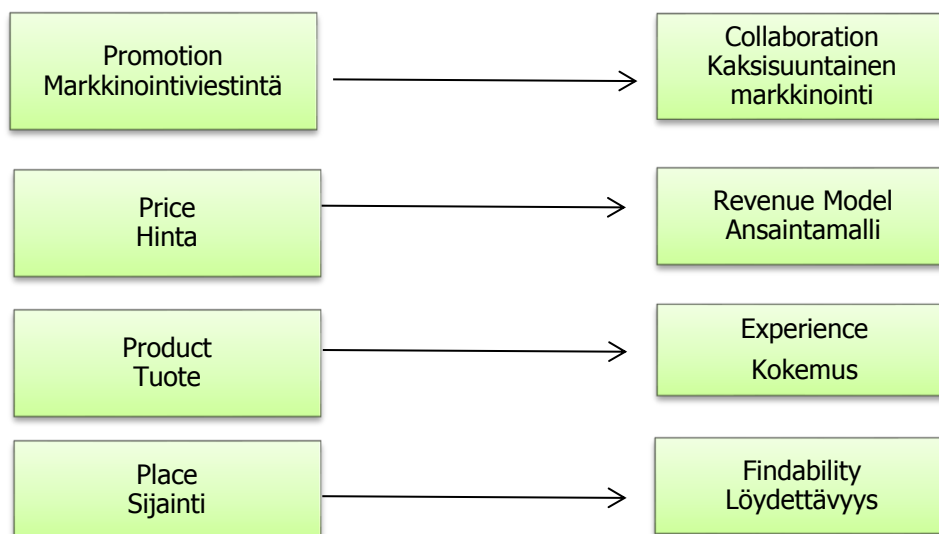 Promotion
Markkinointiviestintä
Collaboration
Kaksisuuntainen
markkinointi
Price
Hinta
Revenue Model
Ansaintamalli
Product
Tuote
Experience
Kokemus
Place
Sijainti
Findability
Löydettävyys